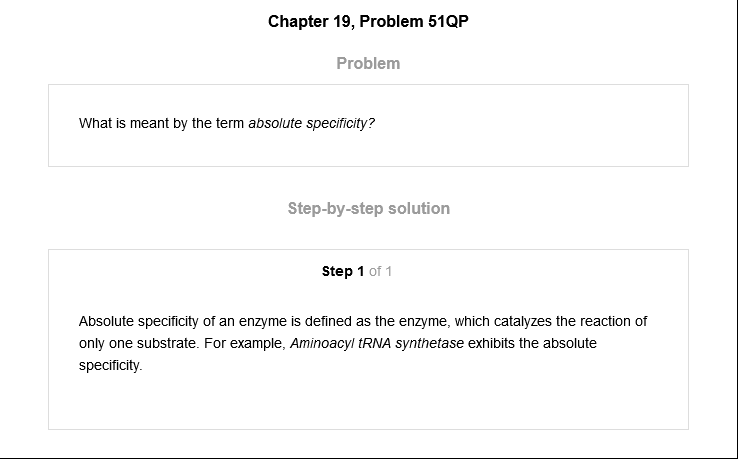 Chapter 19, Problem 51QP
Problem
What is meant by the term absolute specificity?
Step-by-step solution
Step 1 of 1
Absolute specificity of an enzyme is defined as the enzyme, which catalyzes the reaction of
only one substrate. For example, Aminoacyl tRNA synthetase exhibits the absolute
specificity.